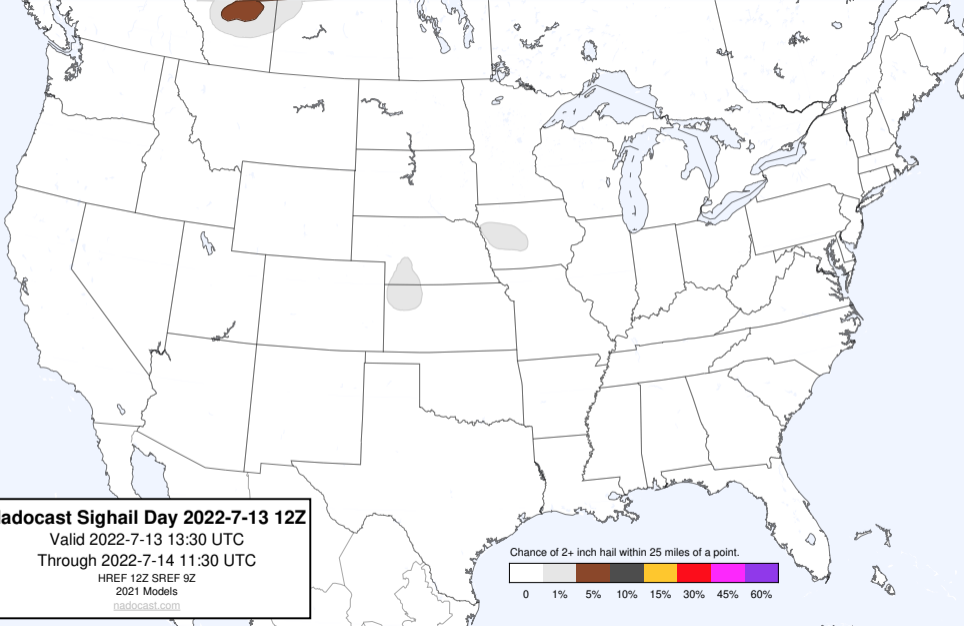 adocast Sighail Day 2022-7-13 12Z
Valid 2022-7-13 13:30 UTC
Through 2022-7-14 11:30 UTC
HREF 12Z SREF 9Z
2021 Models
nadocast.com
Chance of 2+ inch hail within 25 miles of a point.
0 1% 5% 10% 15% 30% 45% 60%